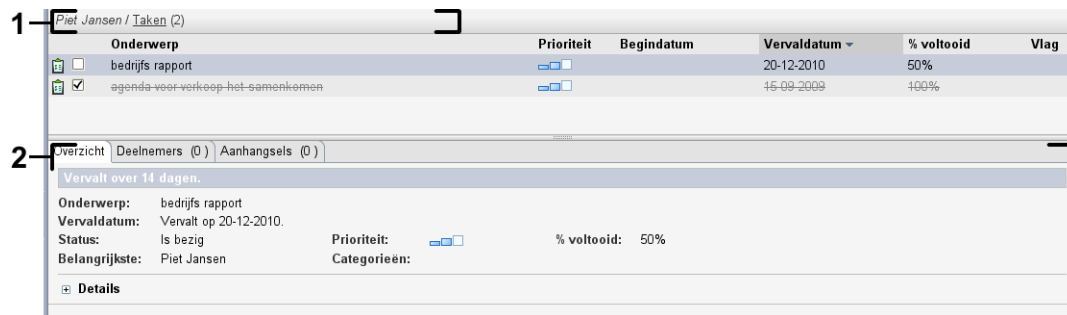 1
Piet Jansen / Taken (2)
Onderwerp Prioriteit Begindatum Vervaldatum % voltooid Vlag
bedrijfs rapport 20-12-2010 50%
agenda voor verkoop het samenkomen 15-09-2009 100%
2
Overzicht Deelnemers (0 ) Aanhangsels (0 )
Vervalt over 14 dagen.
Onderwerp: bedrijfs rapport
Vervaldatum: Vervalt op 20-12-2010.
Status: Is bezig Prioriteit: % voltooid: 50%
Belangrijkste: Piet Jansen Categorieën:
Details